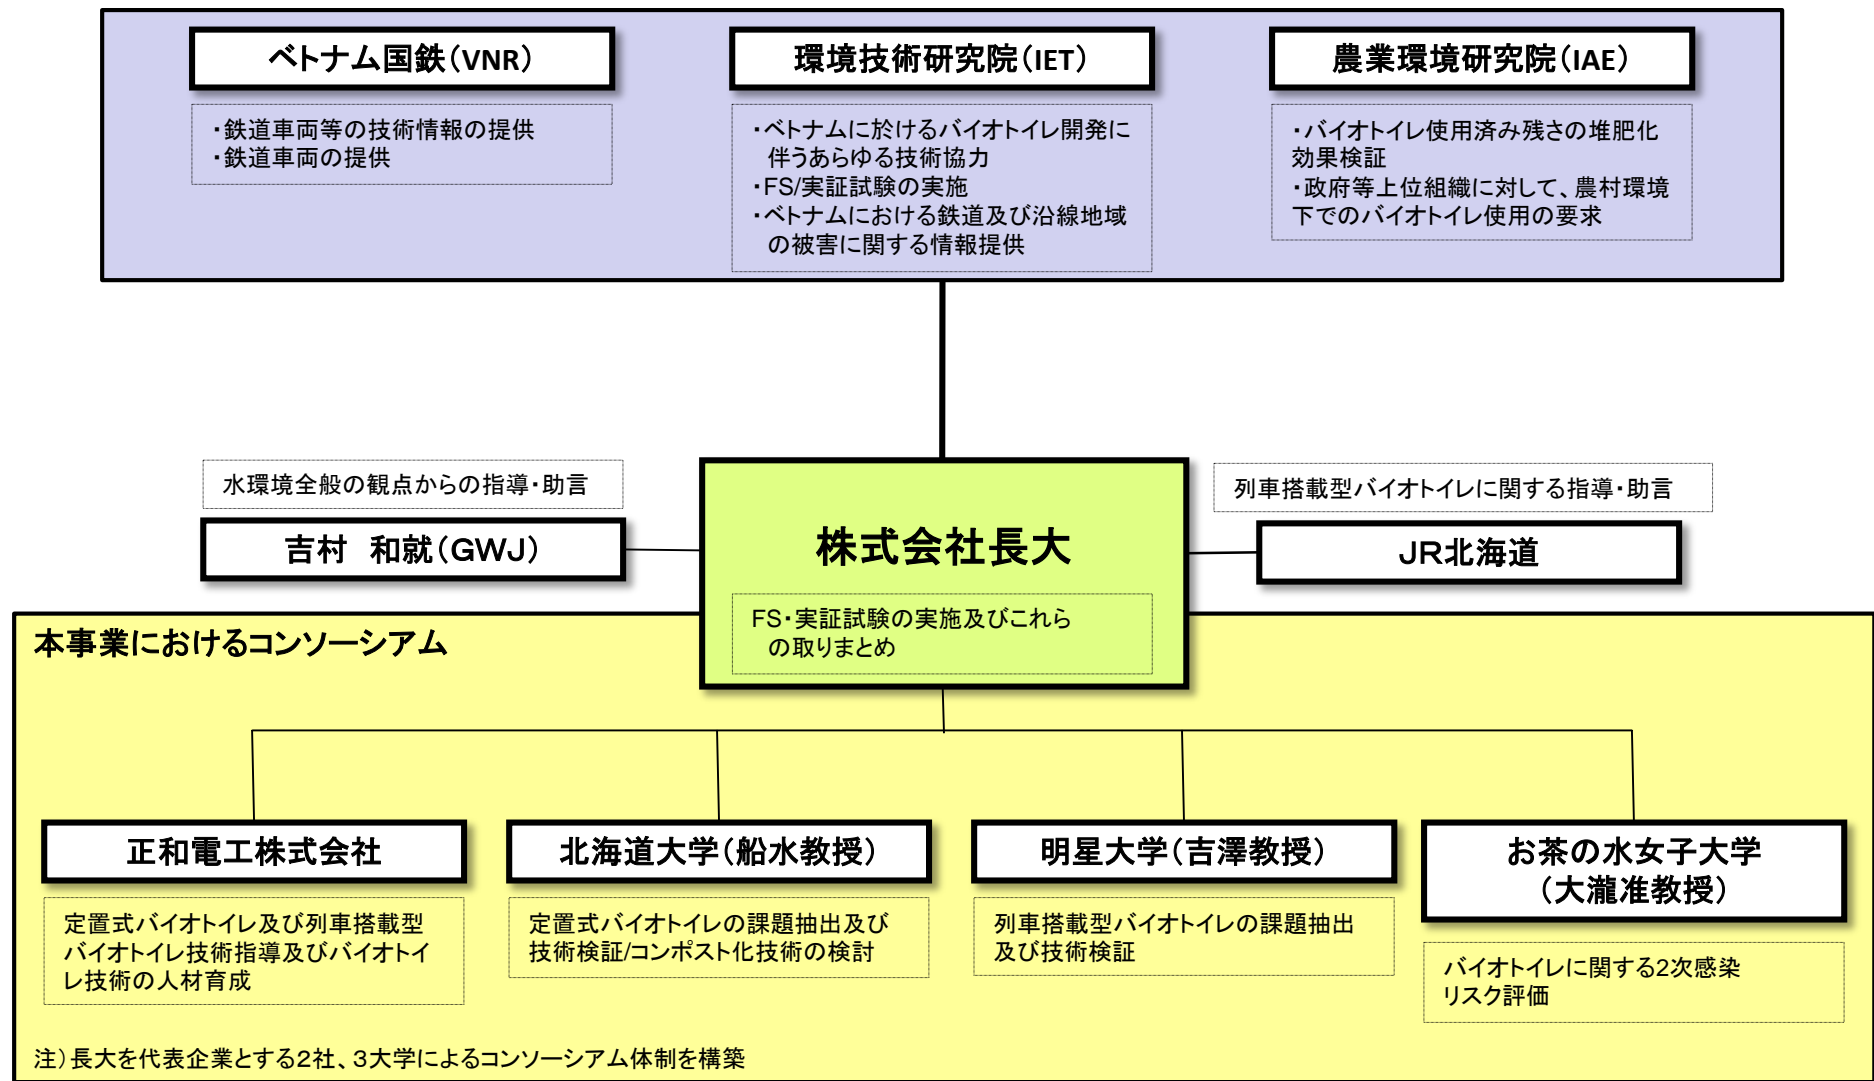 ベトナム国鉄(VNR)
・鉄道車両等の技術情報の提供
・鉄道車両の提供
環境技術研究院(IET)
・ベトナムに於けるバイオトイレ開発に
伴うあらゆる技術協力
・FS/実証試験の実施
・ベトナムにおける鉄道及び沿線地域
の被害に関する情報提供
農業環境研究院(IAE)
・バイオトイレ使用済み残さの堆肥化
効果検証
・政府等上位組織に対して、農村環境
下でのバイオトイレ使用の要求
水環境全般の観点からの指導・助言
吉村 和就(GWJ)
株式会社長大
FS・実証試験の実施及びこれら
の取りまとめ
列車搭載型バイオトイレに関する指導・助言
JR北海道
本事業におけるコンソーシアム
正和電工株式会社
定置式バイオトイレ及び列車搭載型
バイオトイレ技術指導及びバイオトイ
レ技術の人材育成
北海道大学(船水教授)
定置式バイオトイレの課題抽出及び
技術検証/コンポスト化技術の検討
明星大学(吉澤教授)
列車搭載型バイオトイレの課題抽出
及び技術検証
お茶の水女子大学
(大瀧准教授)
バイオトイレに関する2次感染
リスク評価
注)長大を代表企業とする2社、3大学によるコンソーシアム体制を構築